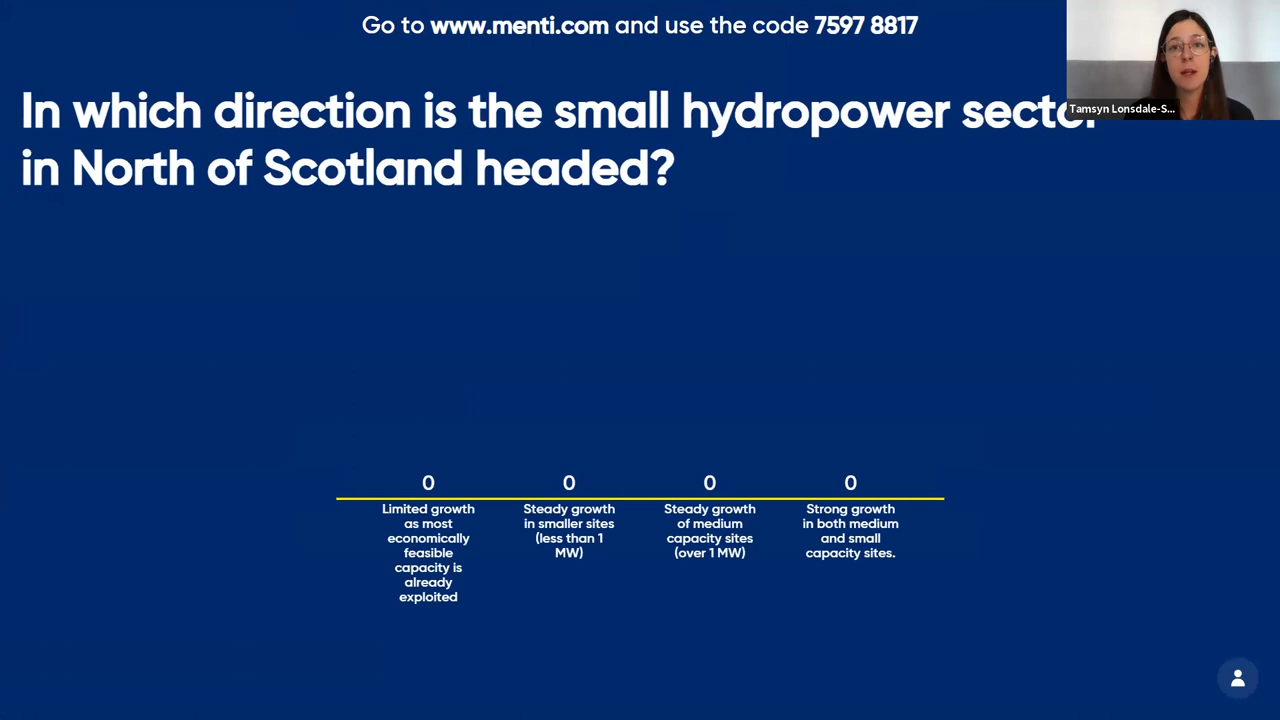 Go to www.menti.com and use the code 7597 8817
In which direction is the small hydropower sector
in North of Scotland headed?
Tamsyn Lonsdale-S...
0 0 0 0
Limited growth
as most
economically
feasible
capacity is
already
exploited
Steady growth
in smaller sites
(less than 1
MW)
Steady growth
of medium
capacity sites
(over 1 MW)
Strong growth
in both medium
and small
capacity sites.